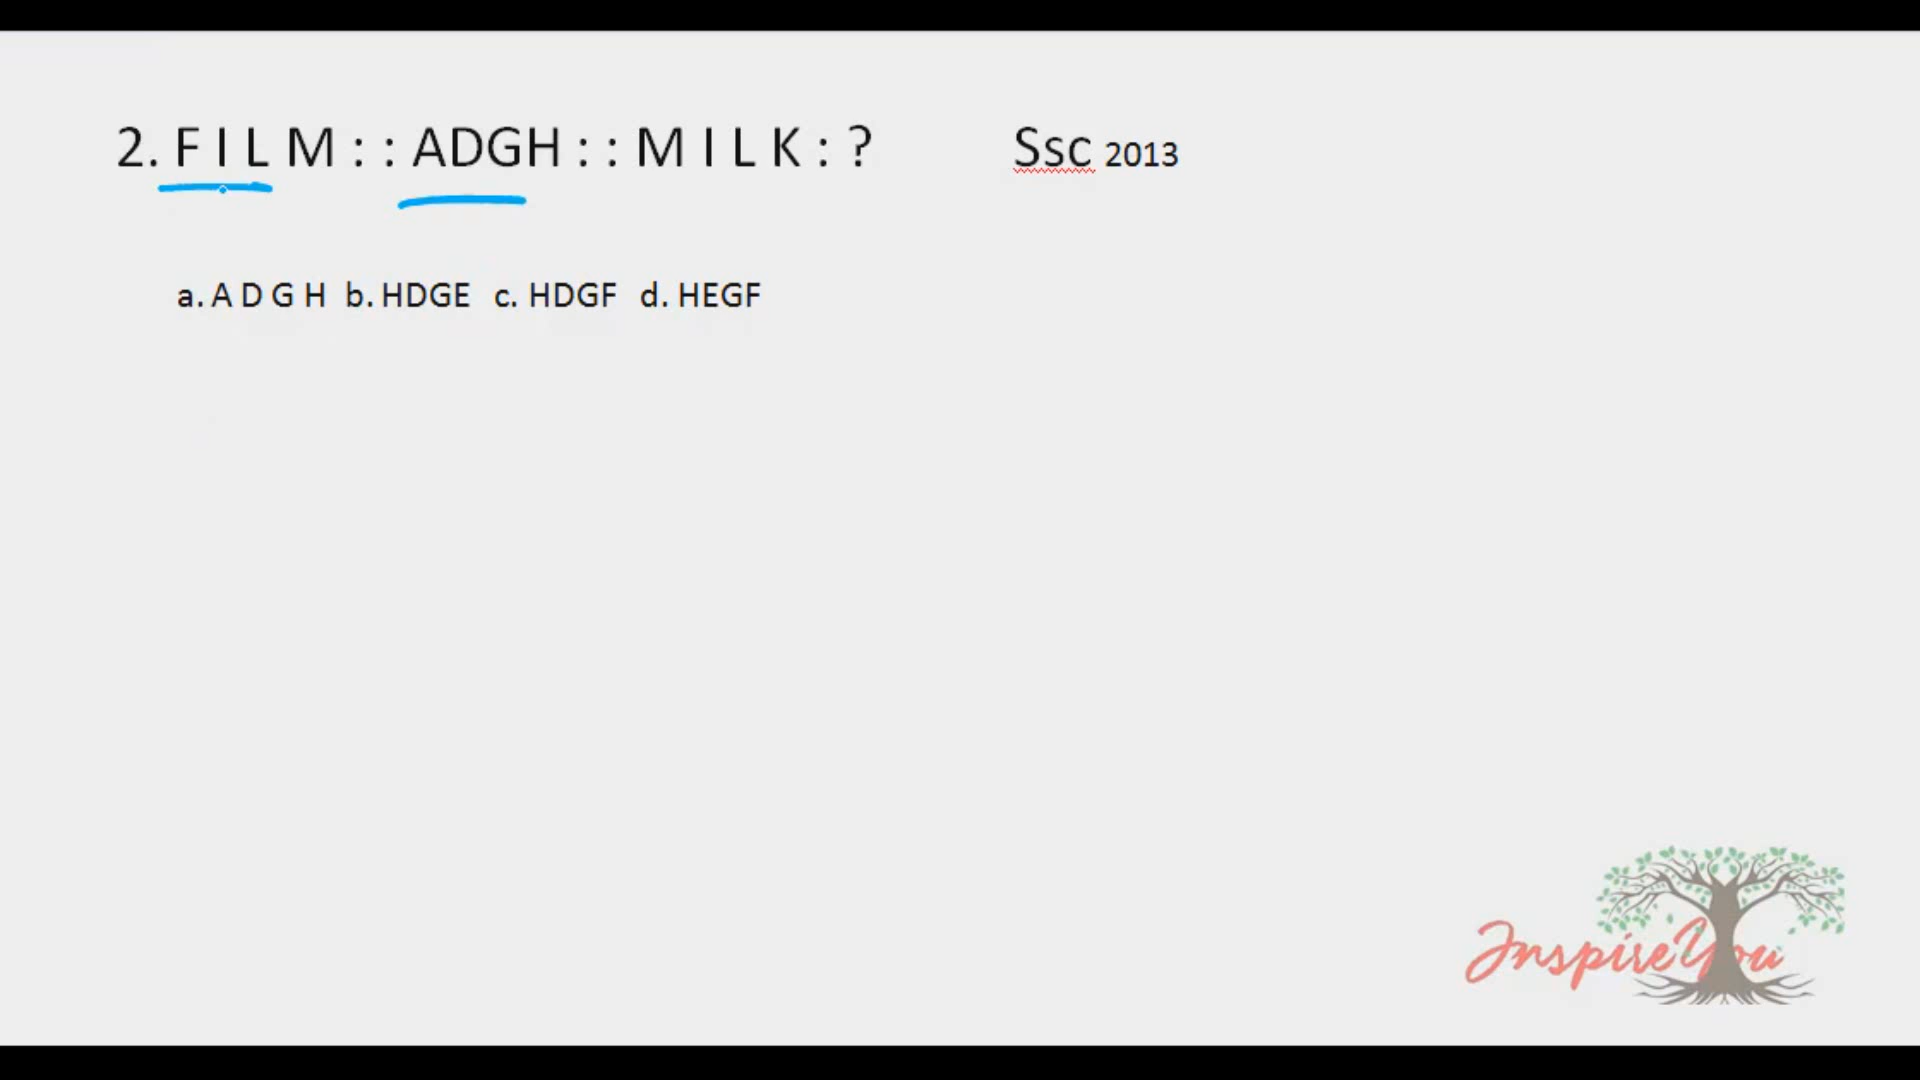 2. F I L M : : ADGH : : M I L K : ? Ssc 2013
a. A D G H b. HDGE c. HDGF d. HEGF
InspireYou